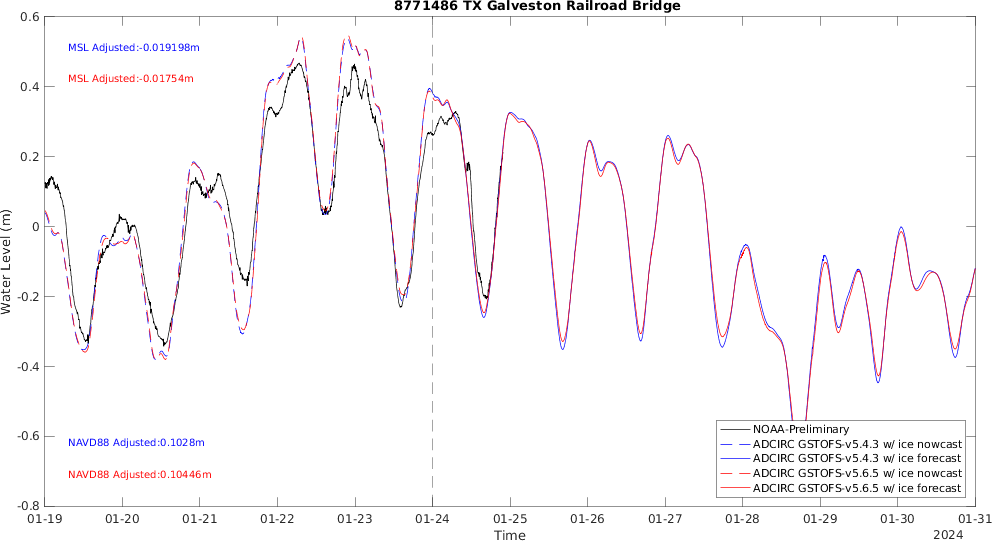 8771486 TX Galveston Railroad Bridge
0.6
0.4
0.2
0
-0.2
-0.4
-0.6
-0.8
Water Level (m)
MSL Adjusted:-0.019198m
MSL Adjusted:-0.01754m
NAVD88 Adjusted:0.1028m
NAVD88 Adjusted:0.10446m
NOAA-Preliminary
ADCIRC GSTOFS-v5.4.3 w/ ice nowcast
ADCIRC GSTOFS-v5.4.3 w/ ice forecast
ADCIRC GSTOFS-v5.6.5 w/ ice nowcast
ADCIRC GSTOFS-v5.6.5 w/ ice forecast
01-19 01-20 01-21 01-22 01-23 01-24 01-25 01-26 01-27 01-28 01-29 01-30 01-31
Time
2024